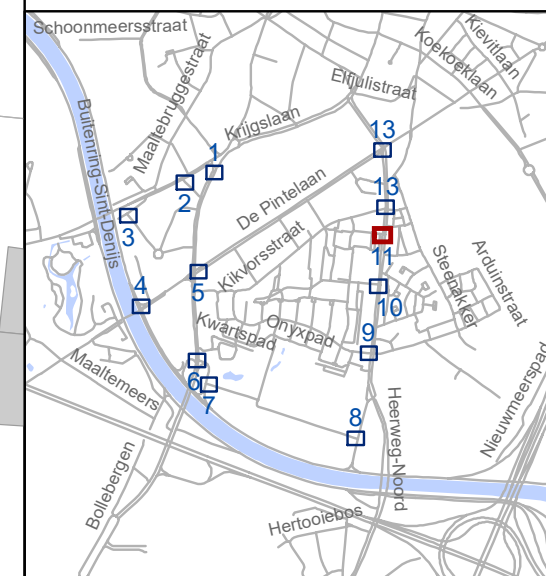 Schoonmeersstraat
Kievitlaan
Koekoeklaan
Maaltebruggestraat
Elfjulistraat
Buitenring-Sint-Denijs
Krijgslaan
13
1
De Pintelaan
2
13
3
Kikvorsstraat
11
Steenakker
Arduinstraat
5
4
10
Kwartspad
Onyxpad
9
Maaltemeers
6
7
Nieuwmeerspad
Heerweg-Noord
8
Bollebergen
Hertooiebos